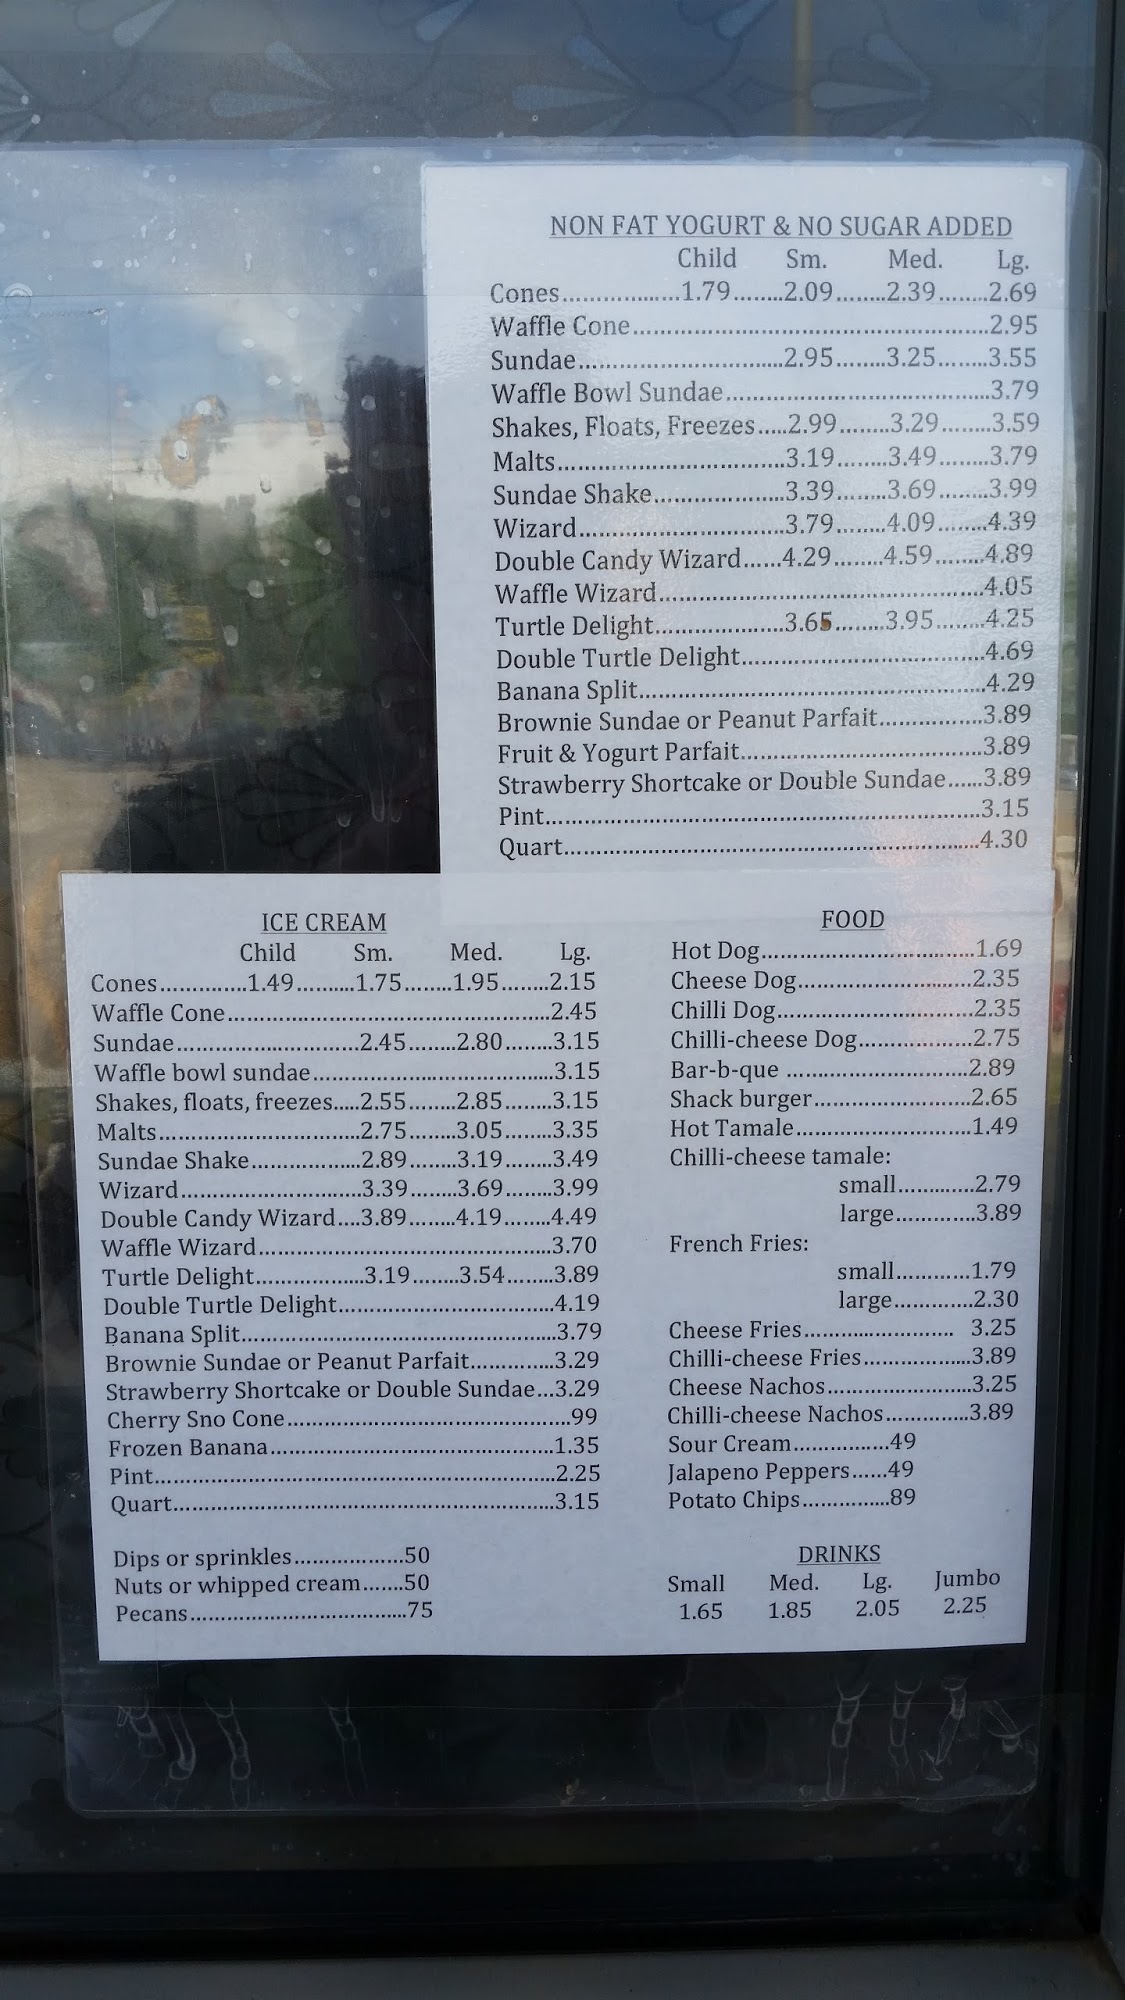 NON FAT YOGURT & NO SUGAR ADDED
Child Sm. Med. Lg.
Cones..................1.79........2.09........2.39........2.69
Waffle Cone......................................................2.95
Sundae...............................2.95........3.25........3.55
Waffle Bowl Sundae........................................3.79
Shakes, Floats, Freezes.....2.99........3.29........3.59
Malts...................................3.19........3.49........3.79
Sundae Shake....................3.39........3.69........3.99
Wizard...............................3.79........4.09........4.39
Double Candy Wizard......4.29........4.59........4.89
Waffle Wizard..................................................4.05
Turtle Delight....................3.65........3.95........4.25
Double Turtle Delight.....................................4.69
Banana Split.....................................................4.29
Brownie Sundae or Peanut Parfait................3.89
Fruit & Yogurt Parfait.....................................3.89
Strawberry Shortcake or Double Sundae......3.89
Pint...................................................................3.15
Quart................................................................4.30
ICE CREAM
Child Sm. Med. Lg.
Cones..............1.49..........1.75........1.95........2.15
Waffle Cone....................................................2.45
Sundae..............................2.45........2.80........3.15
Waffle bowl sundae.......................................3.15
Shakes, floats, freezes.....2.55........2.85........3.15
Malts.................................2.75........3.05........3.35
Sundae Shake..................2.89........3.19........3.49
Wizard..............................3.39........3.69........3.99
Double Candy Wizard....3.89........4.19........4.49
Waffle Wizard................................................3.70
Turtle Delight..................3.19........3.54........3.89
Double Turtle Delight...................................4.19
Banana Split...................................................3.79
Brownie Sundae or Peanut Parfait..............3.29
Strawberry Shortcake or Double Sundae...3.29
Cherry Sno Cone..............................................99
Frozen Banana..............................................1.35
Pint.................................................................2.25
Quart..............................................................3.15
Dips or sprinkles..................50
Nuts or whipped cream.......50
Pecans...................................75
FOOD
Hot Dog...................................1.69
Cheese Dog.............................2.35
Chilli Dog................................2.35
Chilli-cheese Dog...................2.75
Bar-b-que ..............................2.89
Shack burger..........................2.65
Hot Tamale.............................1.49
Chilli-cheese tamale:
small............2.79
large.............3.89
French Fries:
small............1.79
large.............2.30
Cheese Fries......................... 3.25
Chilli-cheese Fries..................3.89
Cheese Nachos........................3.25
Chilli-cheese Nachos..............3.89
Sour Cream................49
Jalapeno Peppers......49
Potato Chips..............89
DRINKS
Small Med. Lg. Jumbo
1.65 1.85 2.05 2.25